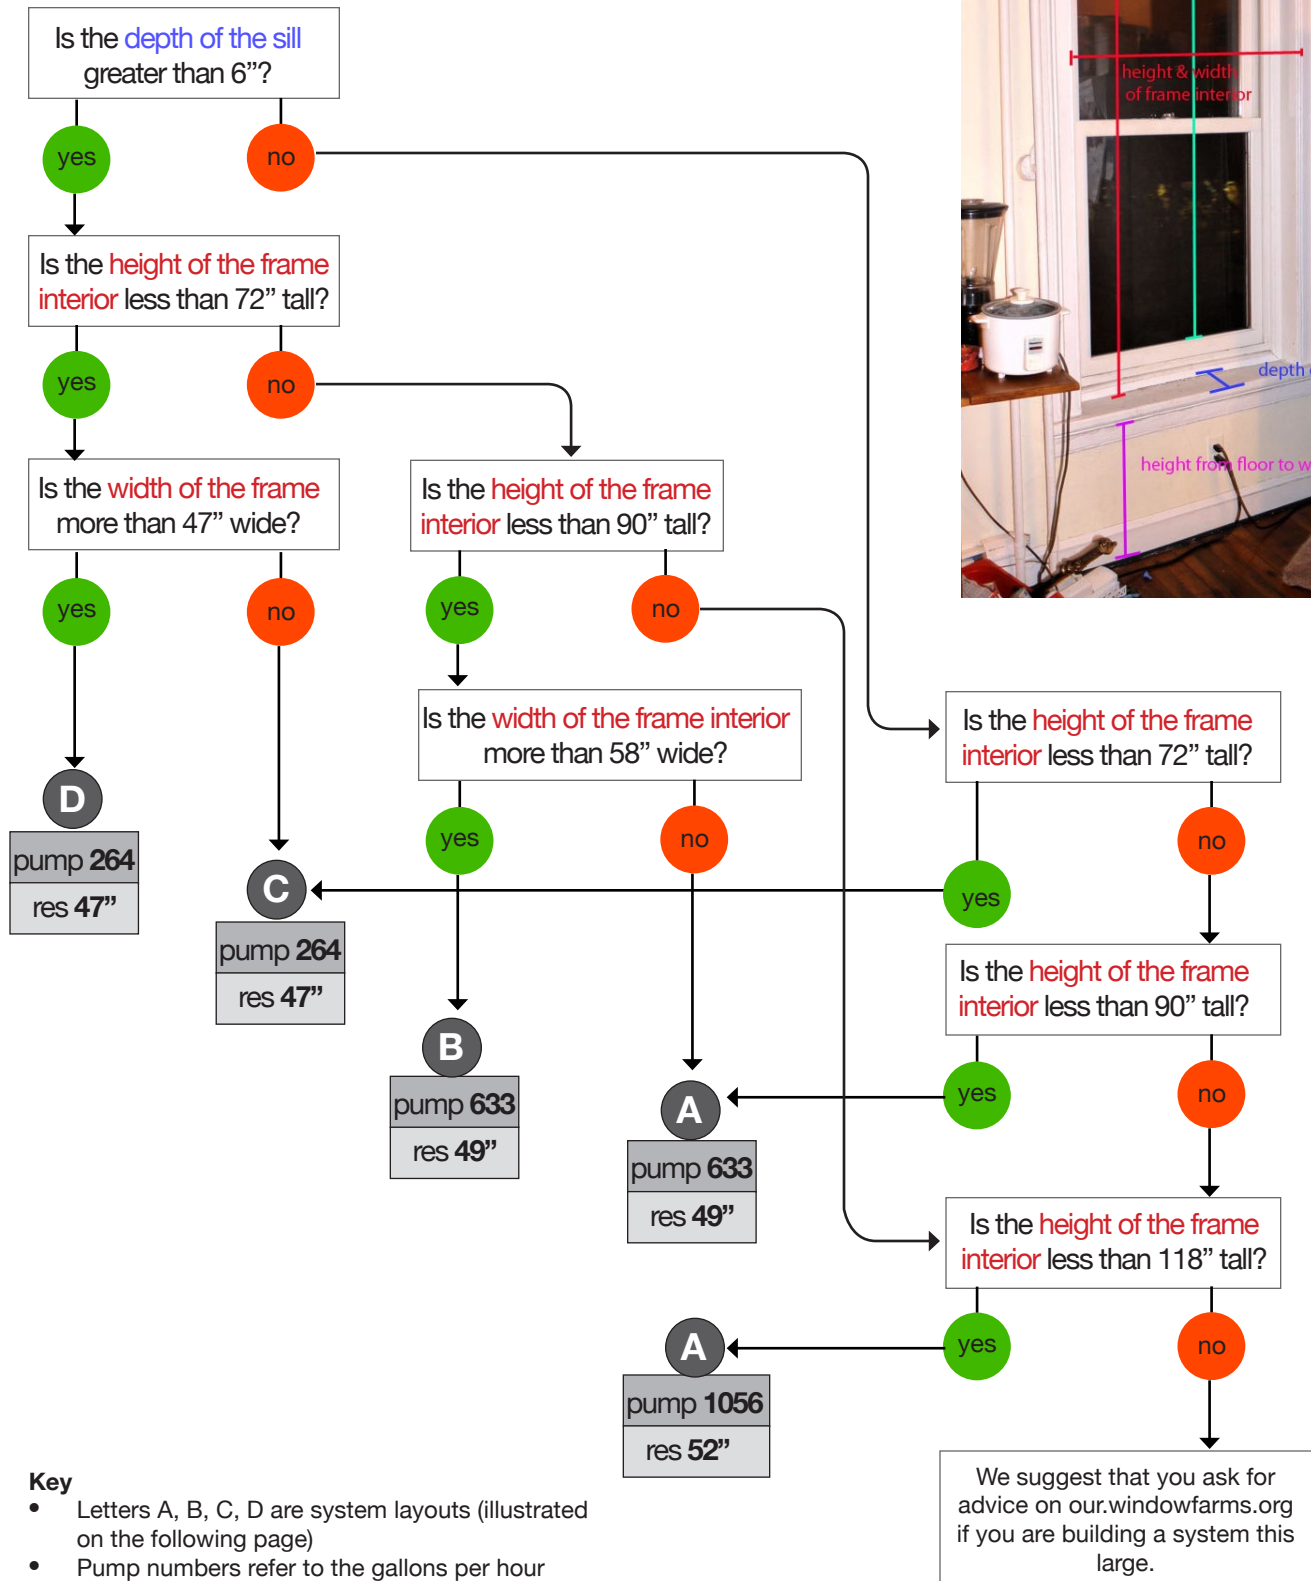 Is the depth of the sill
greater than 6”?
yes
no
Is the height of the frame
interior less than 72” tall?
yes
no
Is the width of the frame
more than 47” wide?
yes
no
Is the height of the frame
interior less than 90” tall?
yes
no
Is the width of the frame interior
more than 58” wide?
yes
no
D
pump 264
res 47”
C
pump 264
res 47”
B
pump 633
res 49”
A
pump 633
res 49”
height & width
of frame interior
depth
height from floor to w
Is the height of the frame
interior less than 72” tall?
yes
no
Is the height of the frame
interior less than 90” tall?
yes
no
Is the height of the frame
interior less than 118” tall?
yes
no
A
pump 1056
res 52”
We suggest that you ask for
advice on our.windowfarms.org
if you are building a system this
large.
Key
• Letters A, B, C, D are system layouts (illustrated
on the following page)
• Pump numbers refer to the gallons per hour